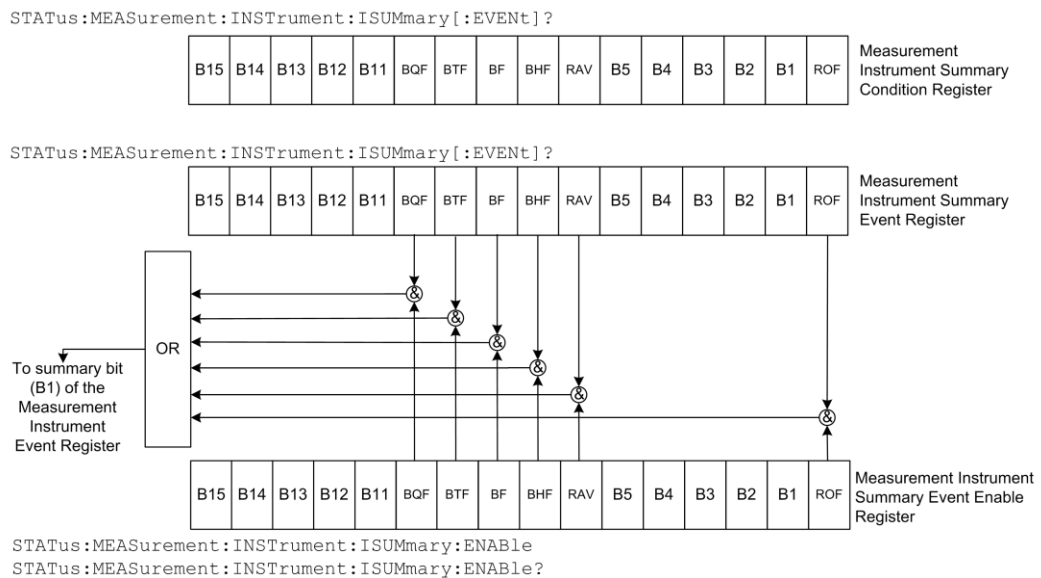 STATus:MEASurement:INSTrument:ISUMmary[:EVENt]?
B15 B14 B13 B12 B11 BQF BTF BF BHF RAV B5 B4 B3 B2 B1 ROF
Measurement
Instrument Summary
Condition Register
STATus:MEASurement:INSTrument:ISUMmary[:EVENt]?
B15 B14 B13 B12 B11 BQF BTF BF BHF RAV B5 B4 B3 B2 B1 ROF
Measurement
Instrument Summary
Event Register
&
&
&
&
&
&
OR
To summary bit
(B1) of the
Measurement
Instrument
Event Register
B15 B14 B13 B12 B11 BQF BTF BF BHF RAV B5 B4 B3 B2 B1 ROF
Measurement Instrument
Summary Event Enable
Register
STATus:MEASurement:INSTrument:ISUMmary:ENABle
STATus:MEASurement:INSTrument:ISUMmary:ENABle?